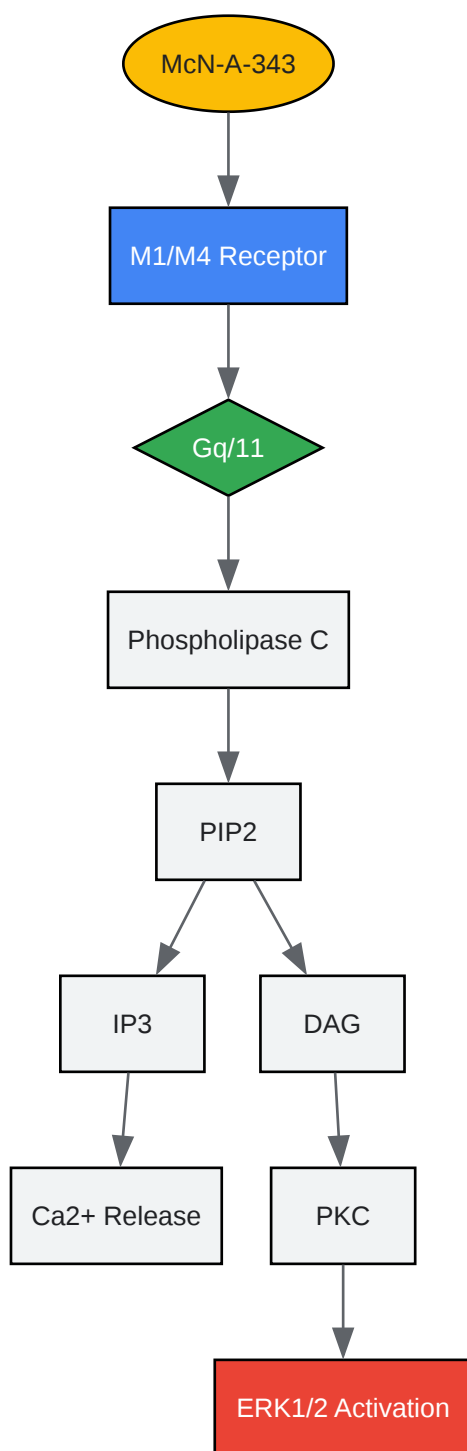 McN-A-343
M1/M4 Receptor
Gq/11
Phospholipase C
PIP2
IP3
DAG
Ca2+ Release
PKC
ERK1/2 Activation